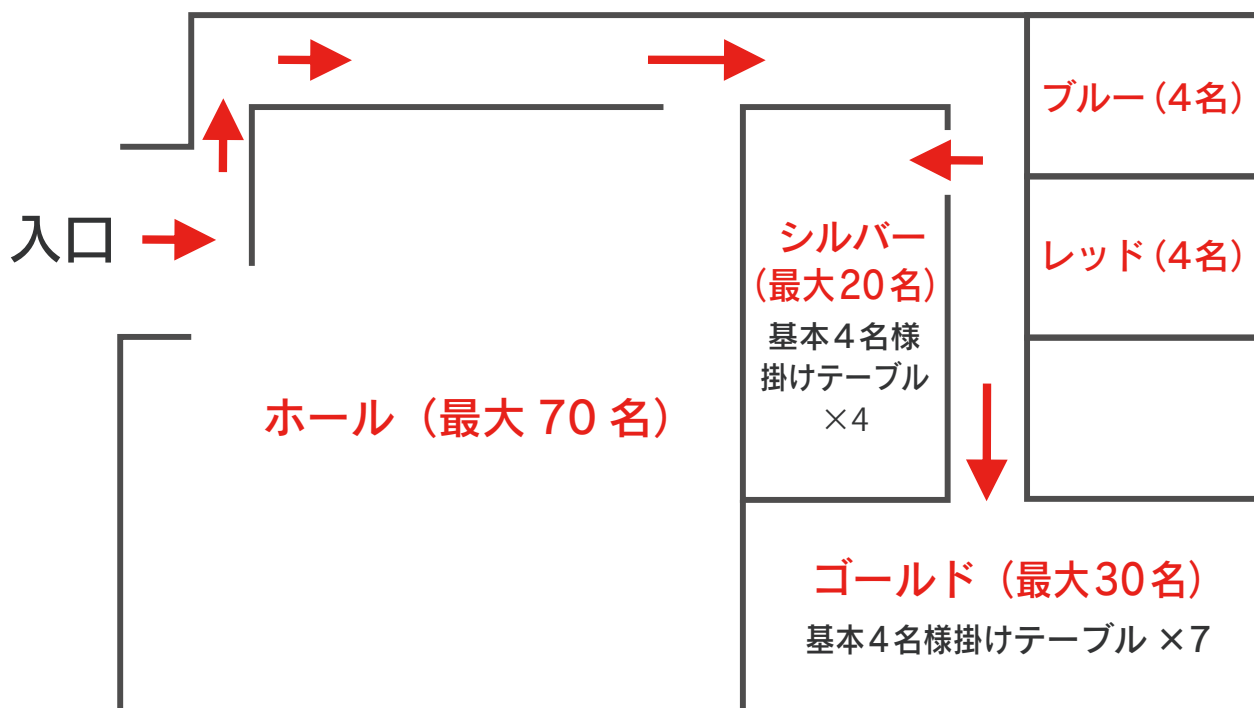 ブルー(4名)
入口
シルバー
(最大20名)
基本4名様
掛けテーブル
×4
レッド(4名)
ホール(最大 70 名)
ゴールド(最大30名)
基本4名様掛けテーブル ×7